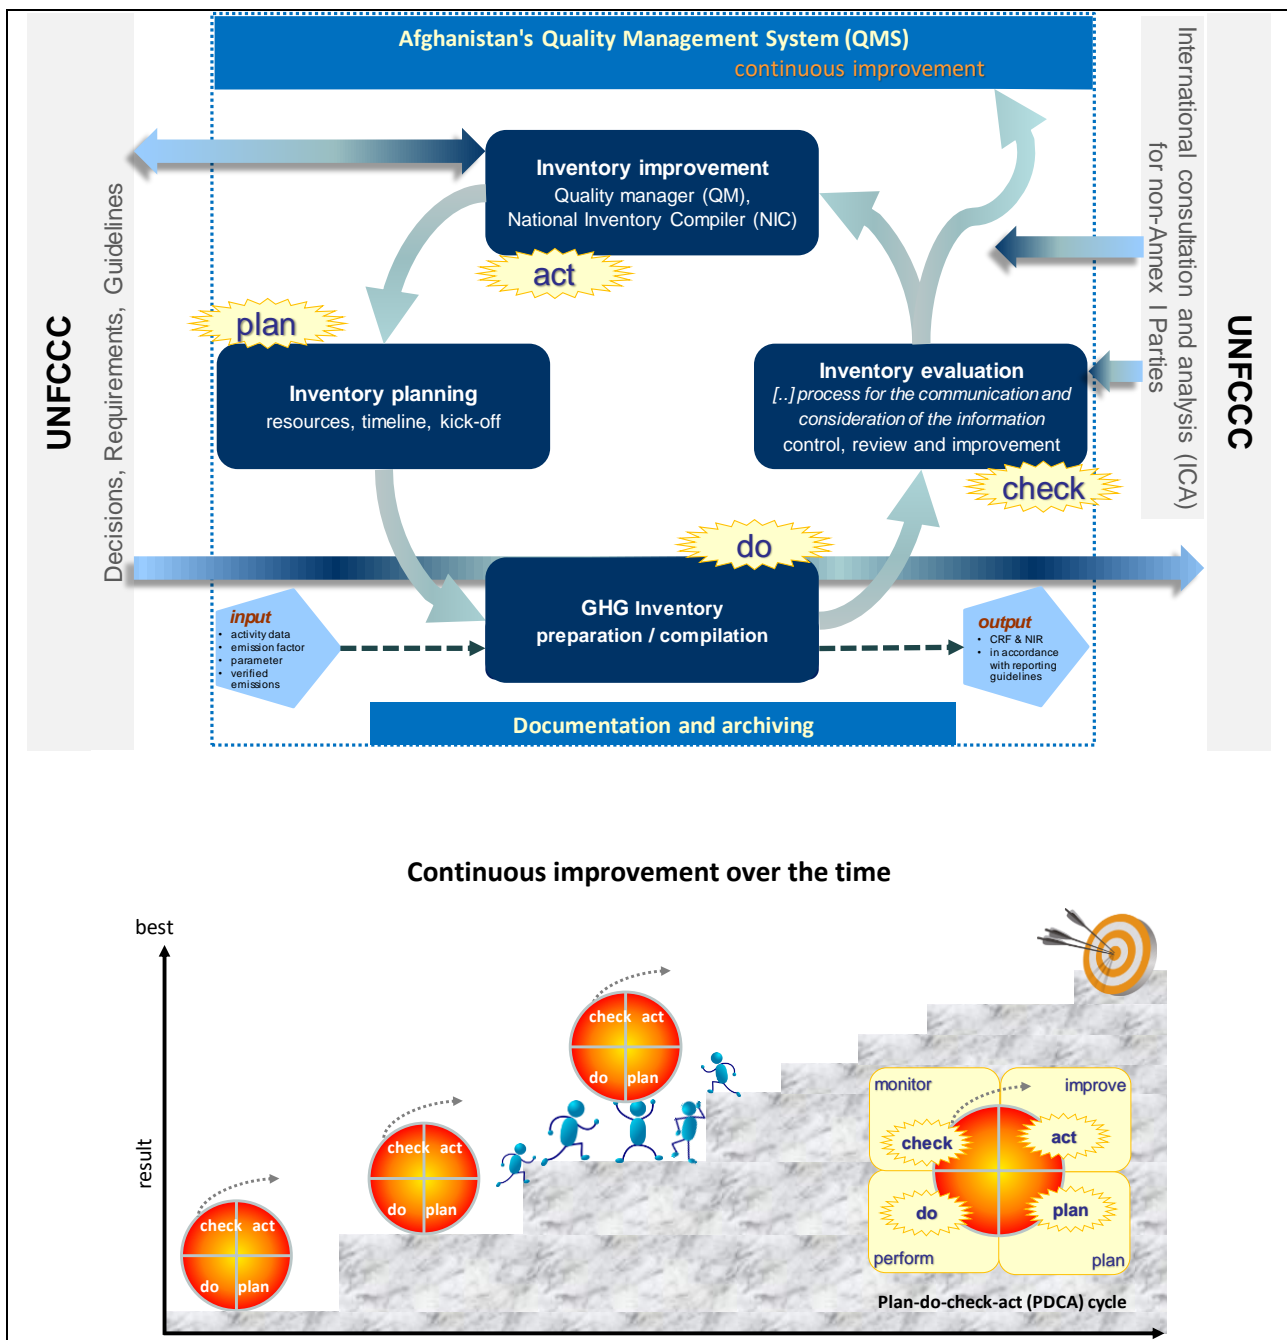 Afghanistan's Quality Management System (QMS)
continuous improvement
UNFCCC
Decisions, Requirements, Guidelines
International consultation and analysis (ICA)
for non-Annex I Parties
UNFCCC
Inventory improvement
Quality manager (QM),
National Inventory Compiler (NIC)
act
plan
Inventory planning
resources, timeline, kick-off
Inventory evaluation
[..] process for the communication and
consideration of the information
control, review and improvement
check
do
GHG Inventory
preparation / compilation
input
• activity data
• emission factor
• parameter
• verified
emissions
output
• CRF & NIR
• in accordance
with reporting
guidelines
Documentation and archiving
Continuous improvement over the time
best
result
check act
do plan
check act
do plan
check act
do plan
monitor
improve
check
act
do
plan
perform
plan
Plan-do-check-act (PDCA) cycle